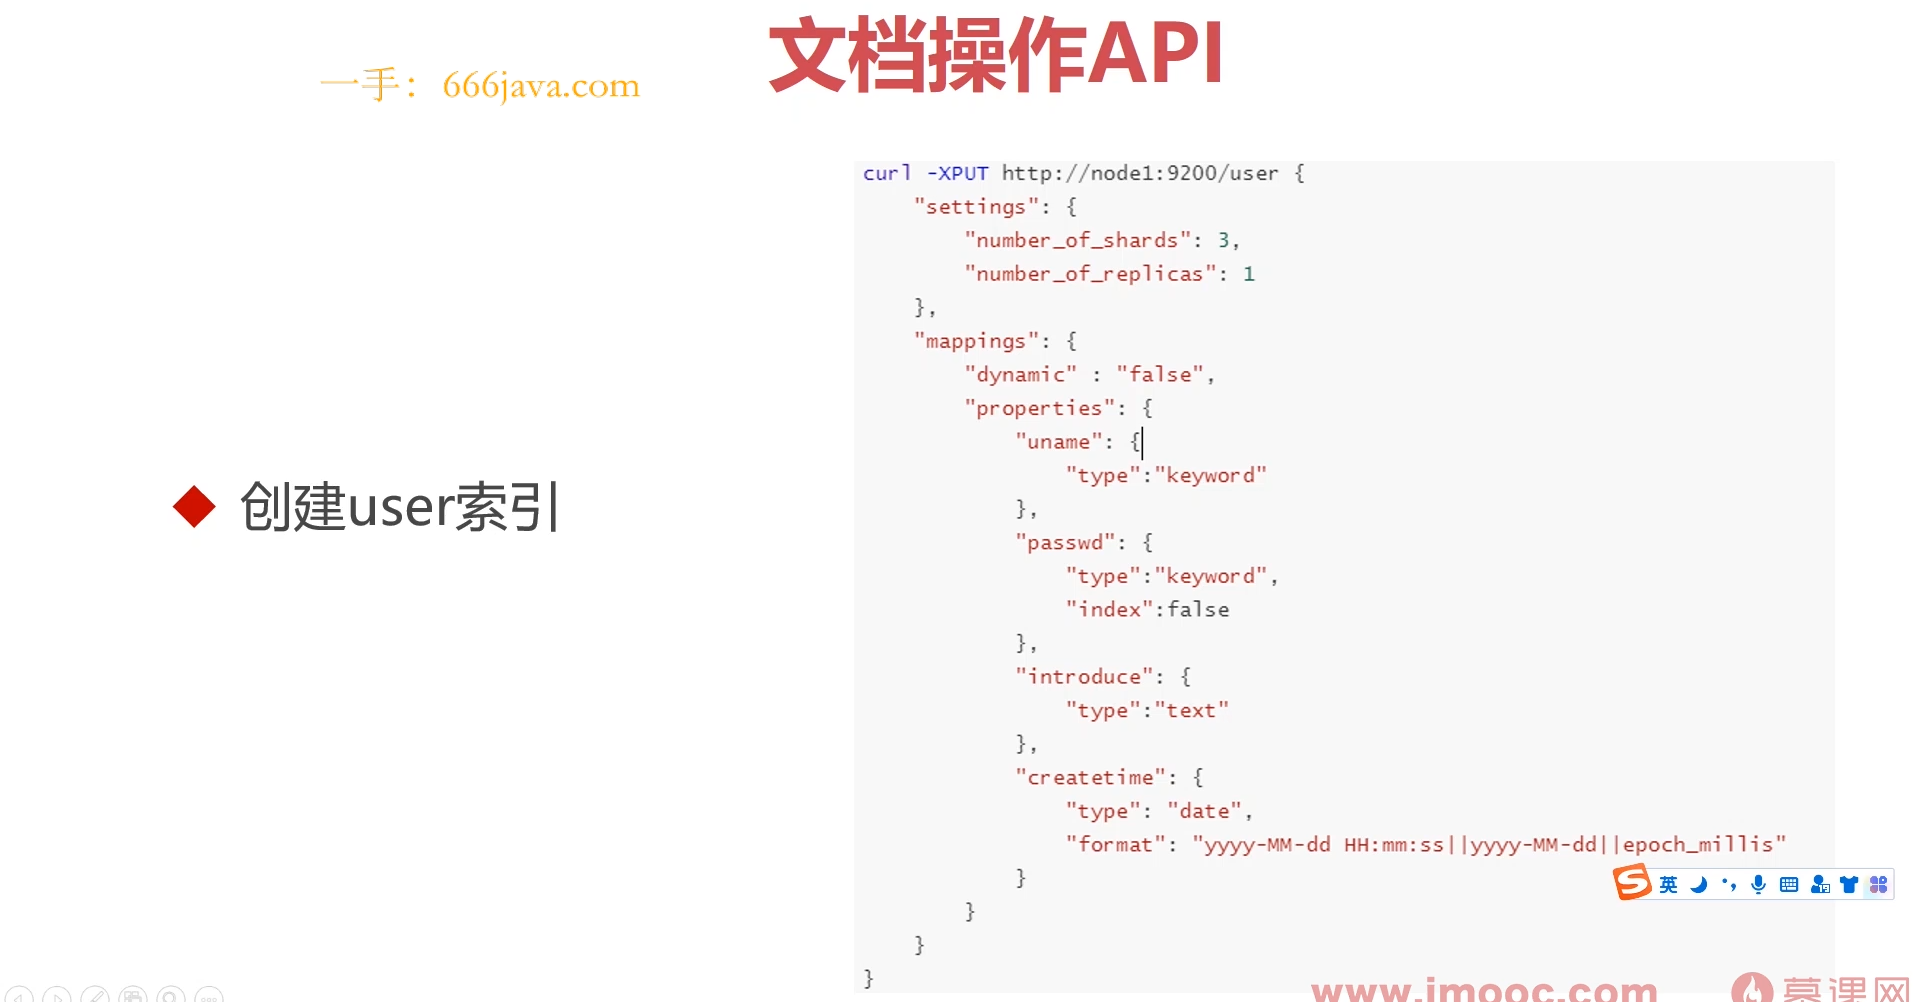 文档操作API
一手：666java.com
创建user索引
curl -XPUT http://node1:9200/user {
"settings": {
"number_of_shards": 3,
"number_of_replicas": 1
},
"mappings": {
"dynamic" : "false",
"properties": {
"uname": {
"type":"keyword"
},
"passwd": {
"type":"keyword",
"index":false
},
"introduce": {
"type":"text"
},
"createtime": {
"type": "date",
"format": "yyyy-MM-dd HH:mm:ss||yyyy-MM-dd||epoch_millis"
}
}
}
}
英
www.imooc.com 慕课网